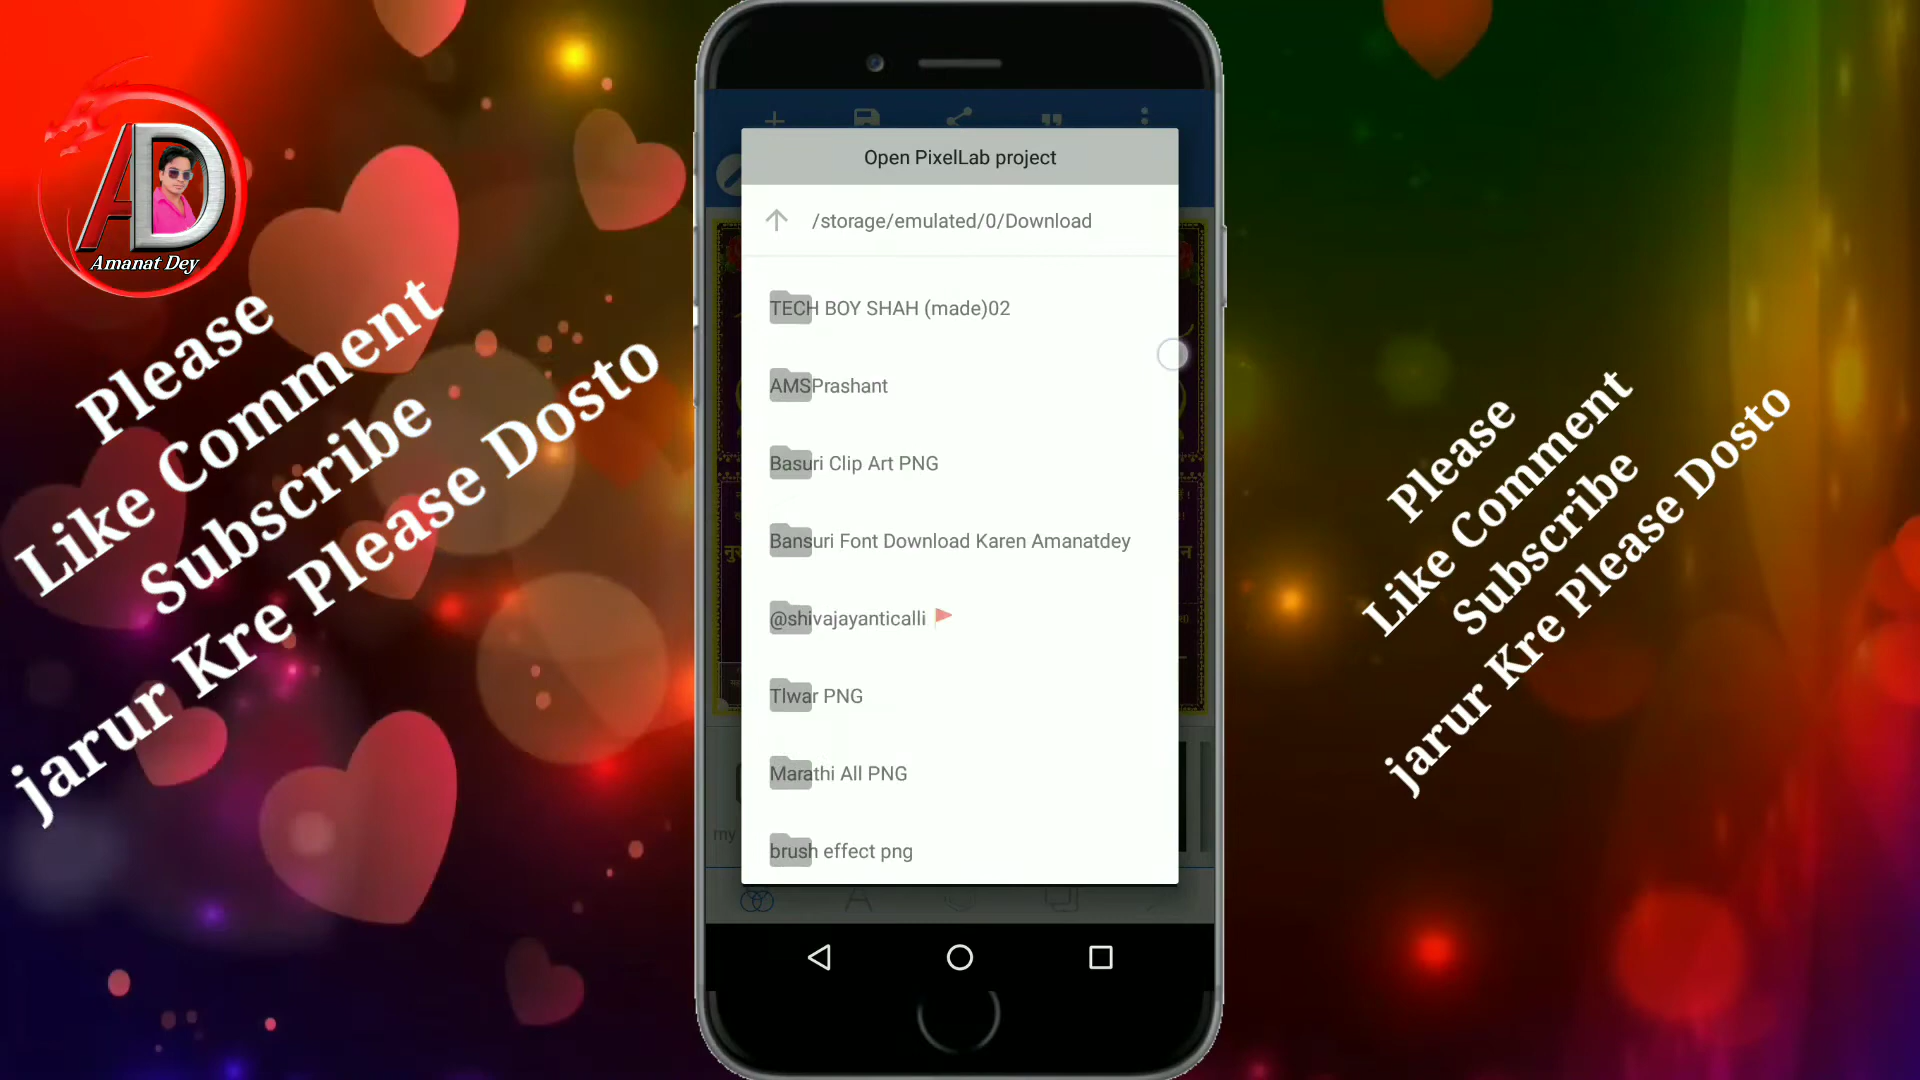 AD
Amanat Dey
Please
Like Comment
Subscribe
jarur Kre Please Dosto
Open PixelLab project
/storage/emulated/0/Download
TECH BOY SHAH (made)02
AMSPrashant
Basuri Clip Art PNG
Bansuri Font Download Karen Amanatdey
@shivajayanticalli 🚩
Tlwar PNG
Marathi All PNG
brush effect png
my
Please
Like Comment
Subscribe
jarur Kre Please Dosto